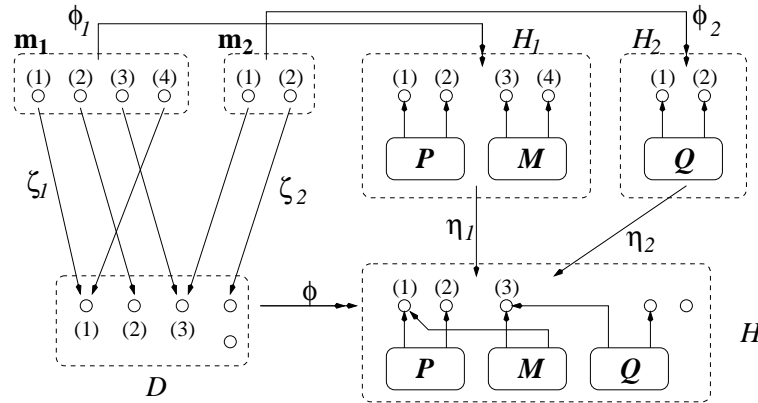 ϕ1 ϕ2
m1 m2 H1 H2
(1) (2) (3) (4) (1) (2) (1) (2) (3) (4) (1) (2)
P M Q
ζ1 ζ2 η1 η2
(1) (2) (3)
ϕ
(1) (2) (3)
H
P M Q
D